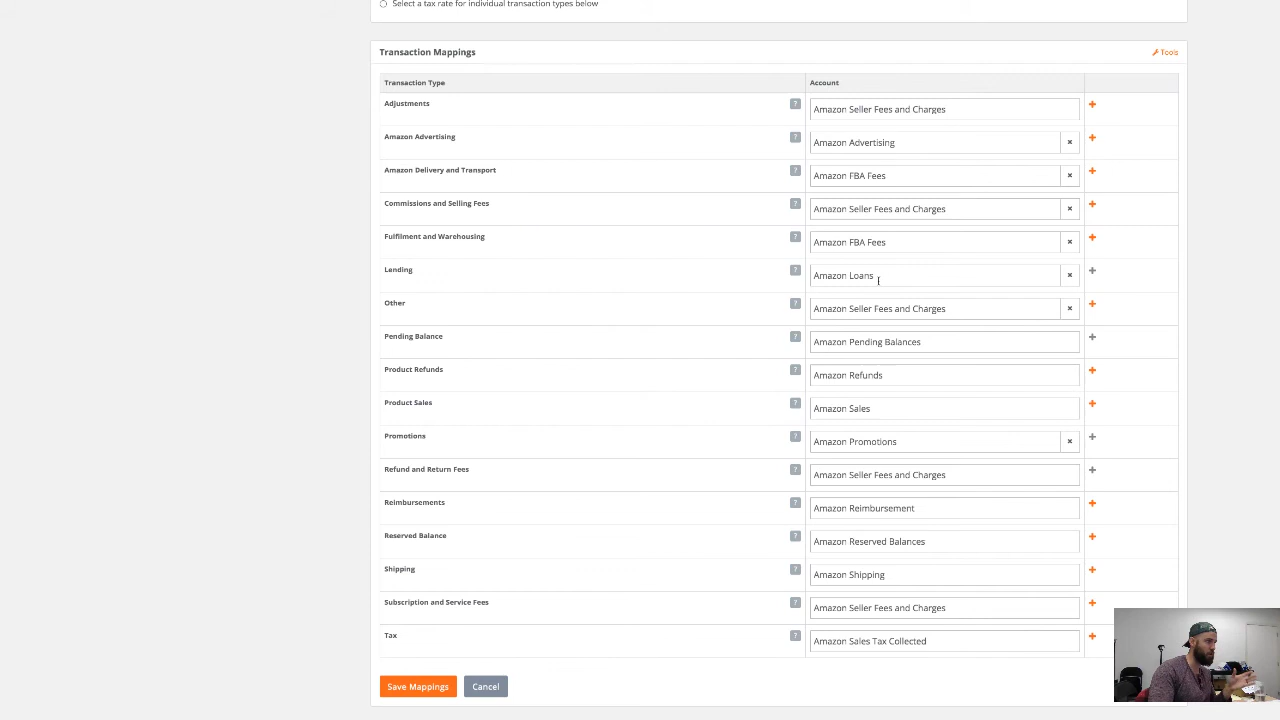 Select a tax rate for individual transaction types below
Transaction Mappings
Tools
Transaction Type Account
Adjustments ? Amazon Seller Fees and Charges
Amazon Advertising ? Amazon Advertising
Amazon Delivery and Transport ? Amazon FBA Fees
Commissions and Selling Fees ? Amazon Seller Fees and Charges
Fulfilment and Warehousing ? Amazon FBA Fees
Lending ? Amazon Loans
Other ? Amazon Seller Fees and Charges
Pending Balance ? Amazon Pending Balances
Product Refunds ? Amazon Refunds
Product Sales ? Amazon Sales
Promotions ? Amazon Promotions
Refund and Return Fees ? Amazon Seller Fees and Charges
Reimbursements ? Amazon Reimbursement
Reserved Balance ? Amazon Reserved Balances
Shipping ? Amazon Shipping
Subscription and Service Fees ? Amazon Seller Fees and Charges
Tax ? Amazon Sales Tax Collected
Save Mappings Cancel